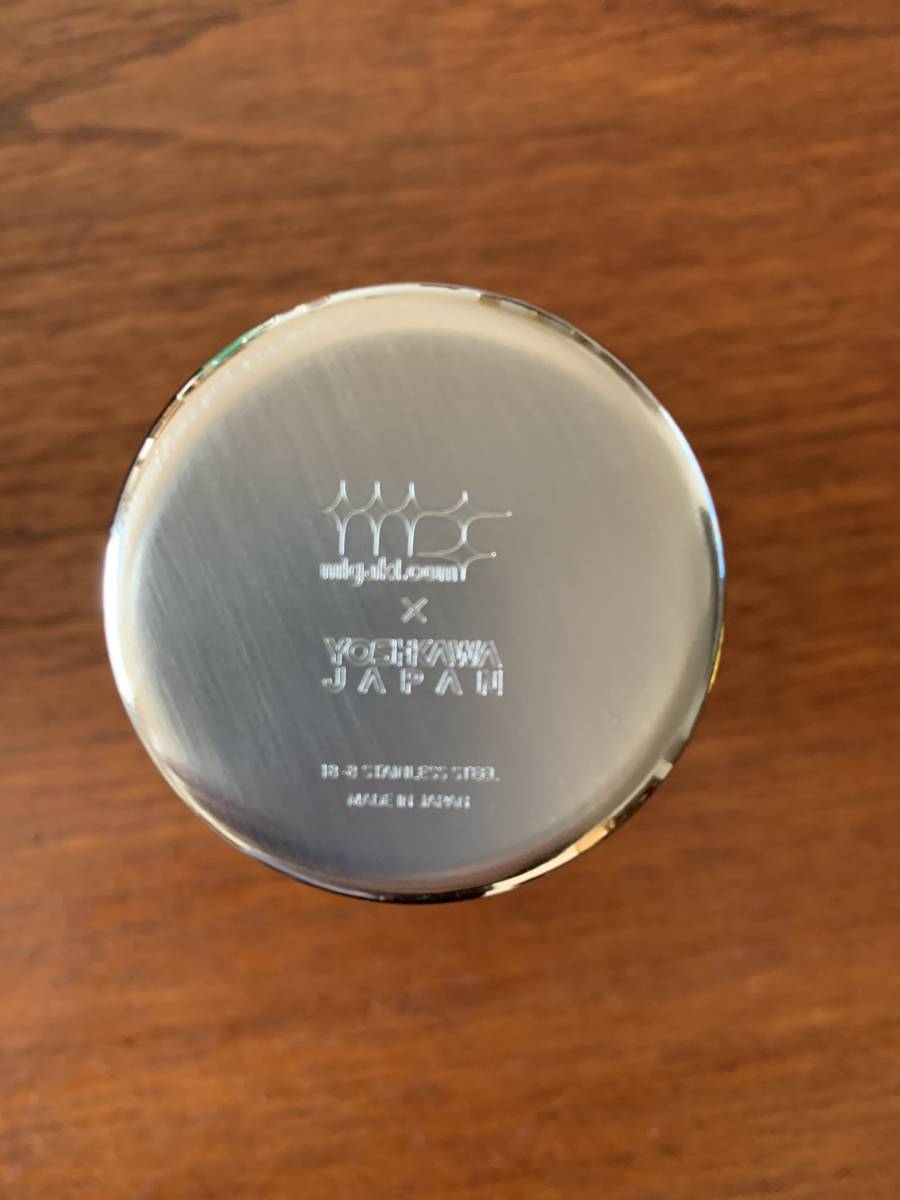 migaki.com
×
YOSHIKAWA
JAPAN
18-8 STAINLESS STEEL
MADE IN JAPAN